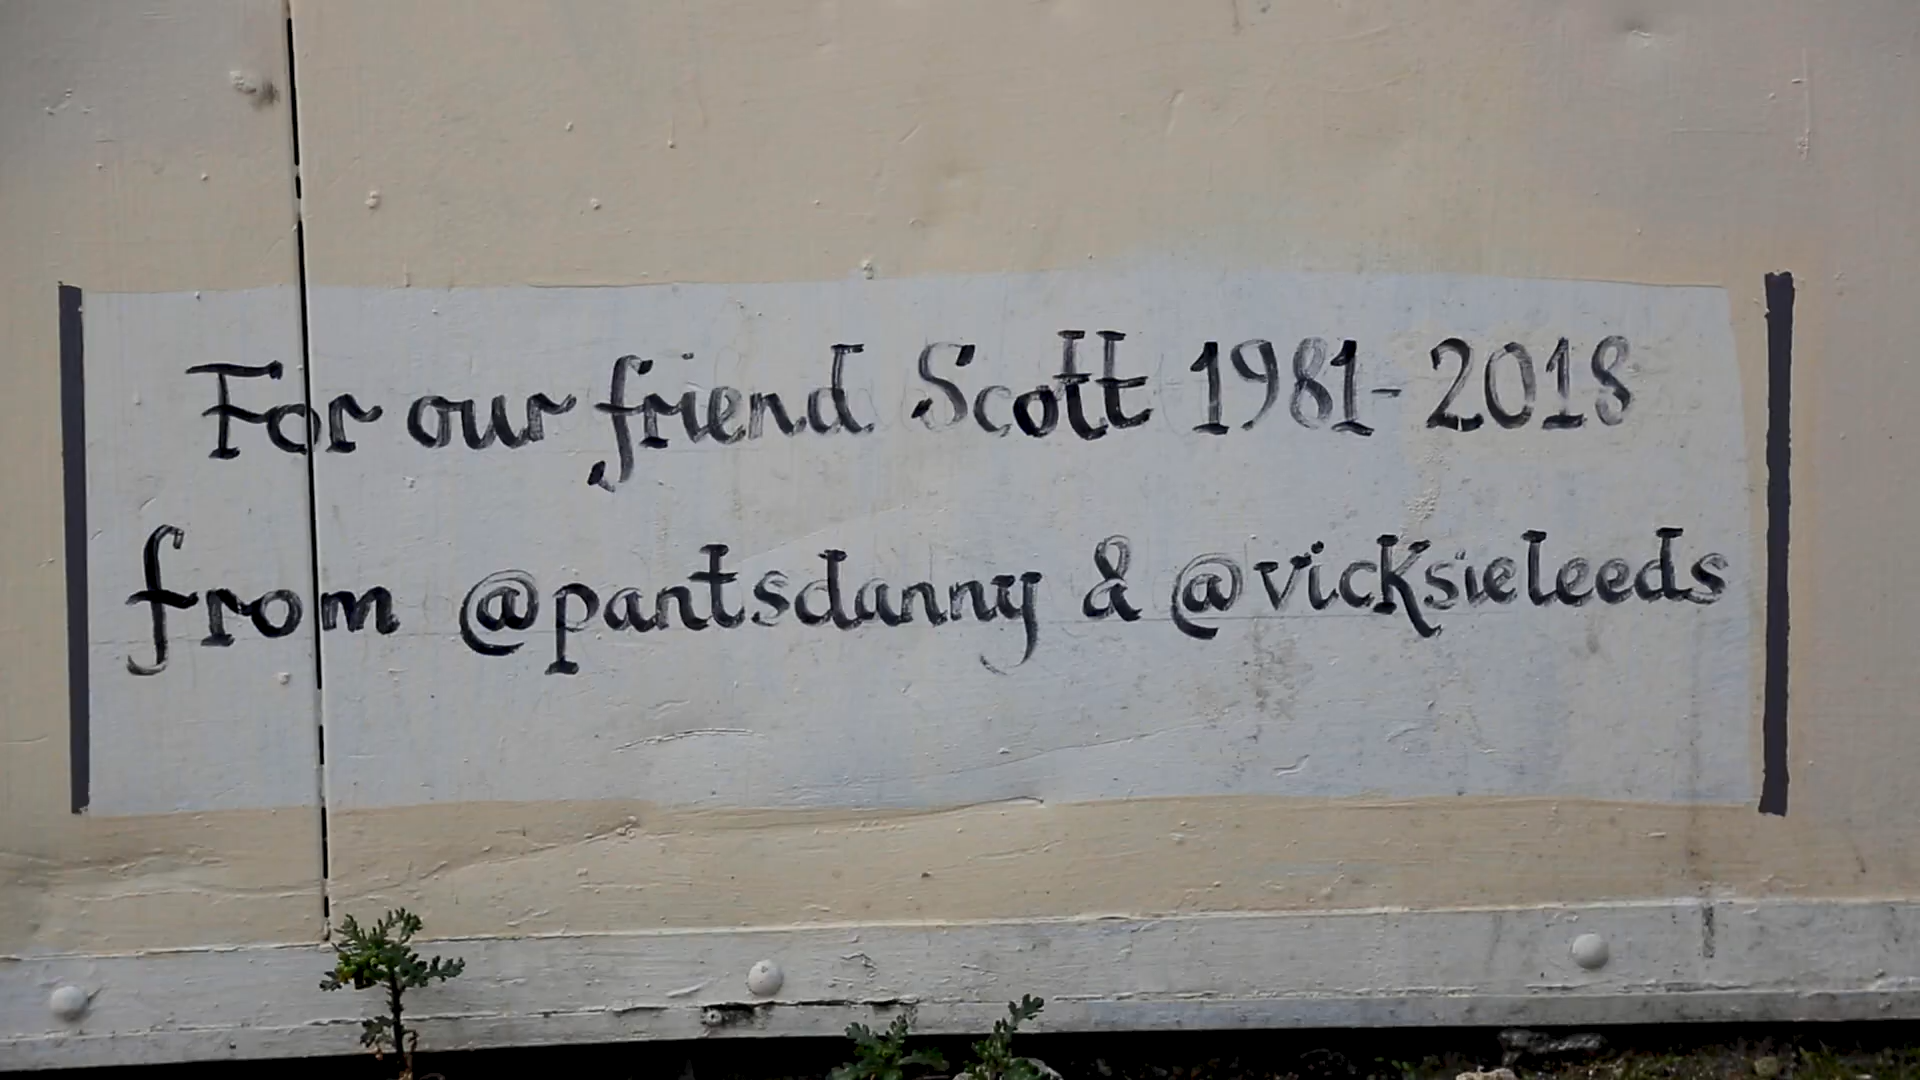 For our friend Scott 1981-2018
from @pantsdanny & @vicksieleeds